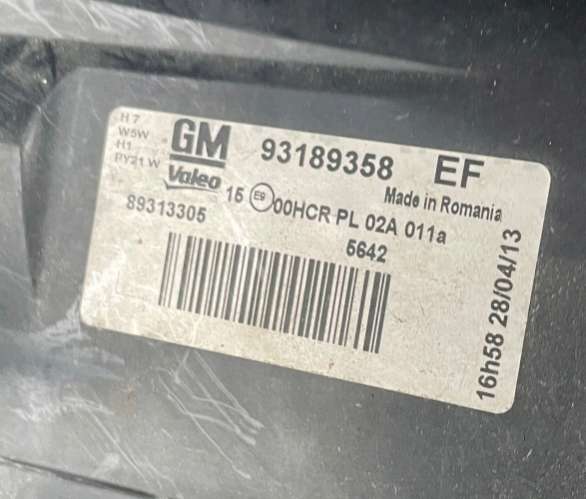 H7
W5W
H1
PY21W
GM 93189358 EF
Valeo
Made in Romania
89313305
15 E9 00HCR PL 02A 011a
5642
16h58 28/04/13